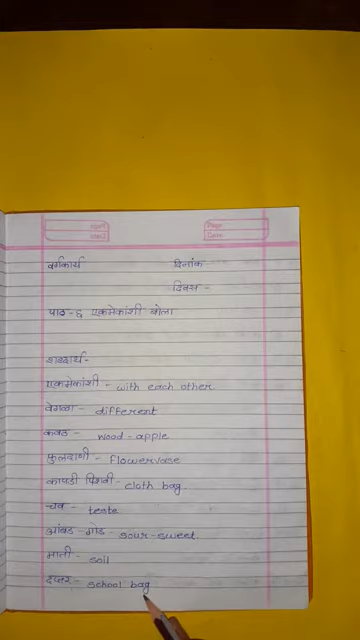 वर्गकार्य दिनांक-
दिवस -
पाठ-६ एकमेकांशी बोला
शब्दार्थ-
एकमेकांशी - with each other
वेगळा- different
कवठ- wood-apple
फुलदाणी - flowervase
कापडी पिशवी- cloth bag
चव - teste
आंबट-गोड- sour-sweet.
माती- soil
दप्तर- school bag